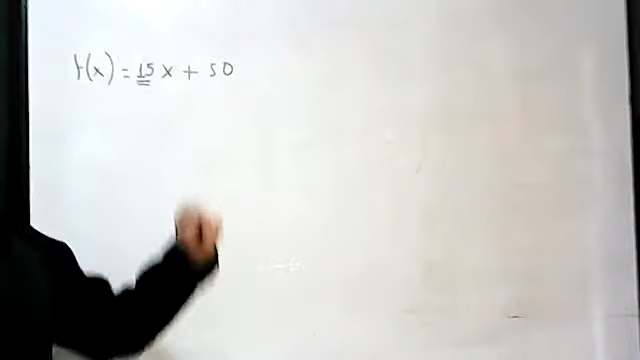 f(x) = 15x + 50